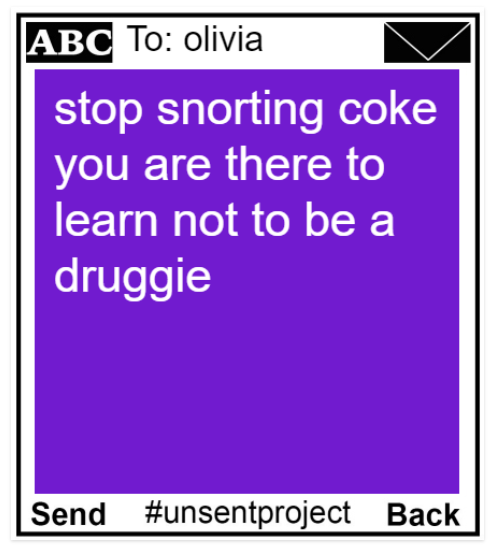 ABC To: olivia
stop snorting coke
you are there to
learn not to be a
druggie
Send #unsentproject Back